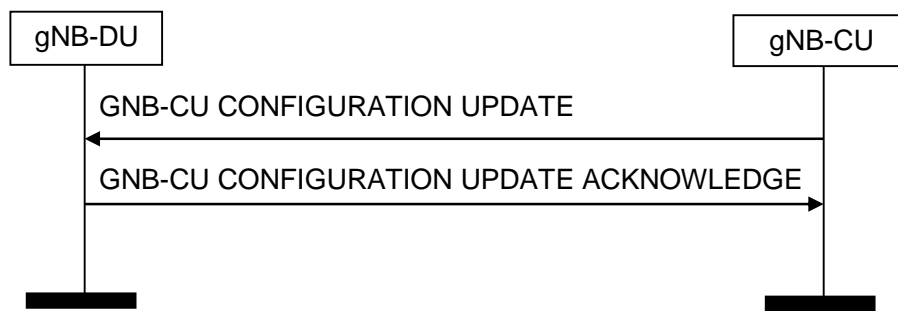 gNB-DU
gNB-CU
GNB-CU CONFIGURATION UPDATE
GNB-CU CONFIGURATION UPDATE ACKNOWLEDGE